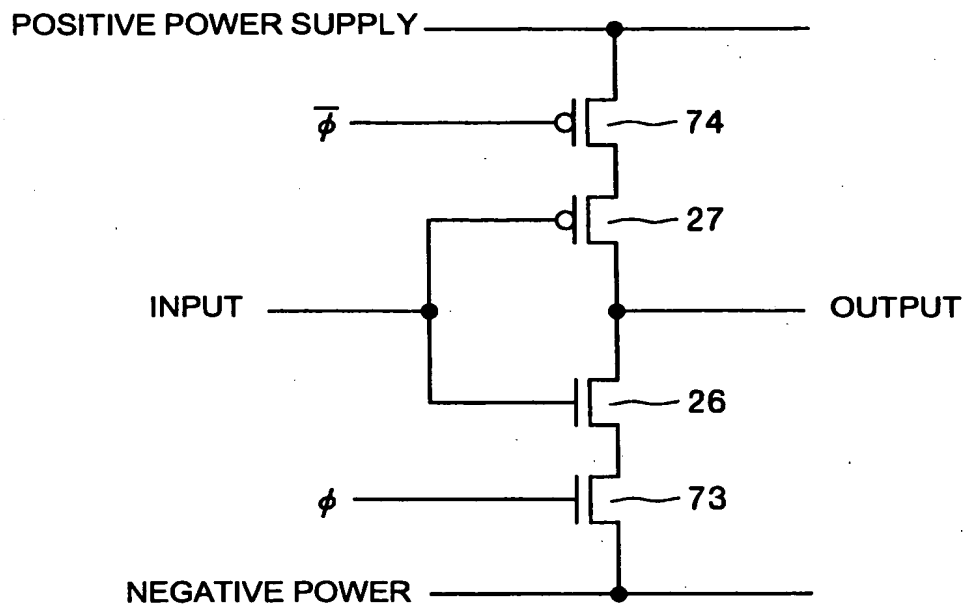 POSITIVE POWER SUPPLY
ϕ̅ 74
27
INPUT OUTPUT
26
ϕ 73
NEGATIVE POWER